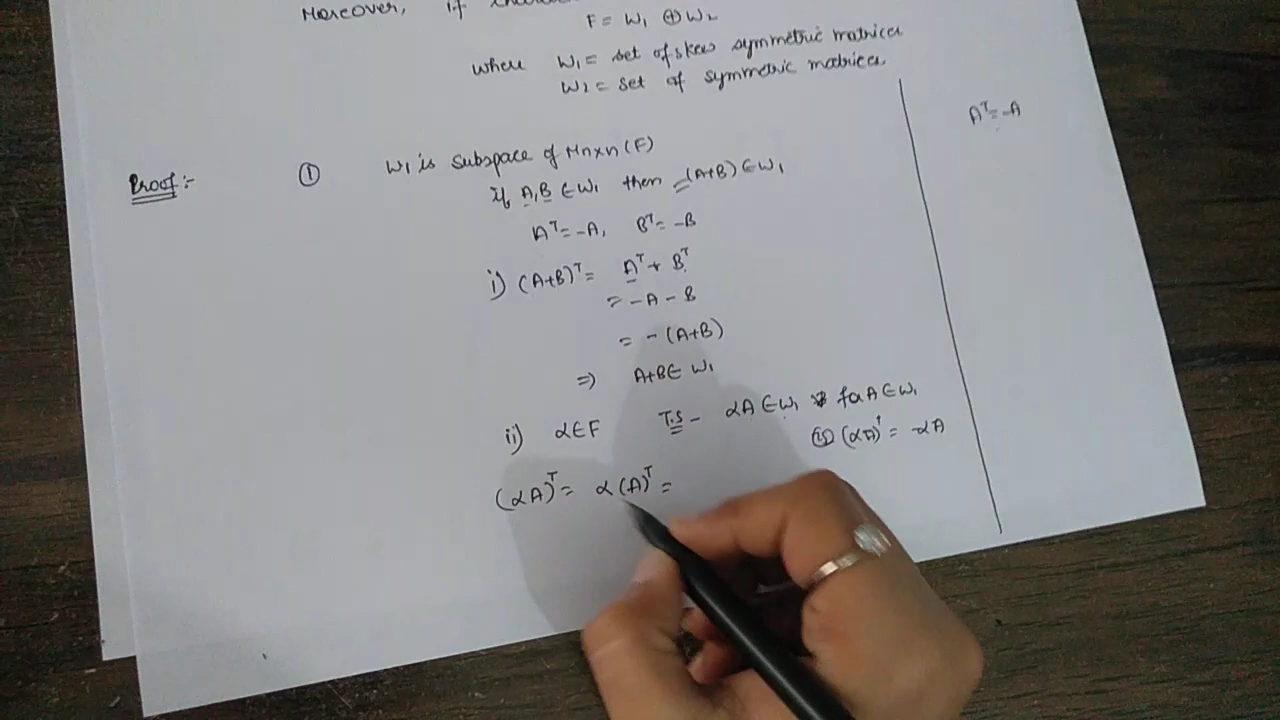 Moreover, if
F = W₁ ⊕ W₂
where W₁ = set of skew symmetric matrices
W₂ = set of symmetric matrices
Aᵀ = -A
Proof :- ① W₁ is subspace of Mn×n (F)
if A, B ∈ W₁ then (A+B) ∈ W₁
Aᵀ = -A, Bᵀ = -B
i) (A+B)ᵀ = Aᵀ + Bᵀ
= -A - B
= - (A+B)
⇒ A+B ∈ W₁
ii) α ∈ F T.S - αA ∈ W₁ for A ∈ W₁
(is) (αA)ᵀ = -αA
(αA)ᵀ = α(A)ᵀ =